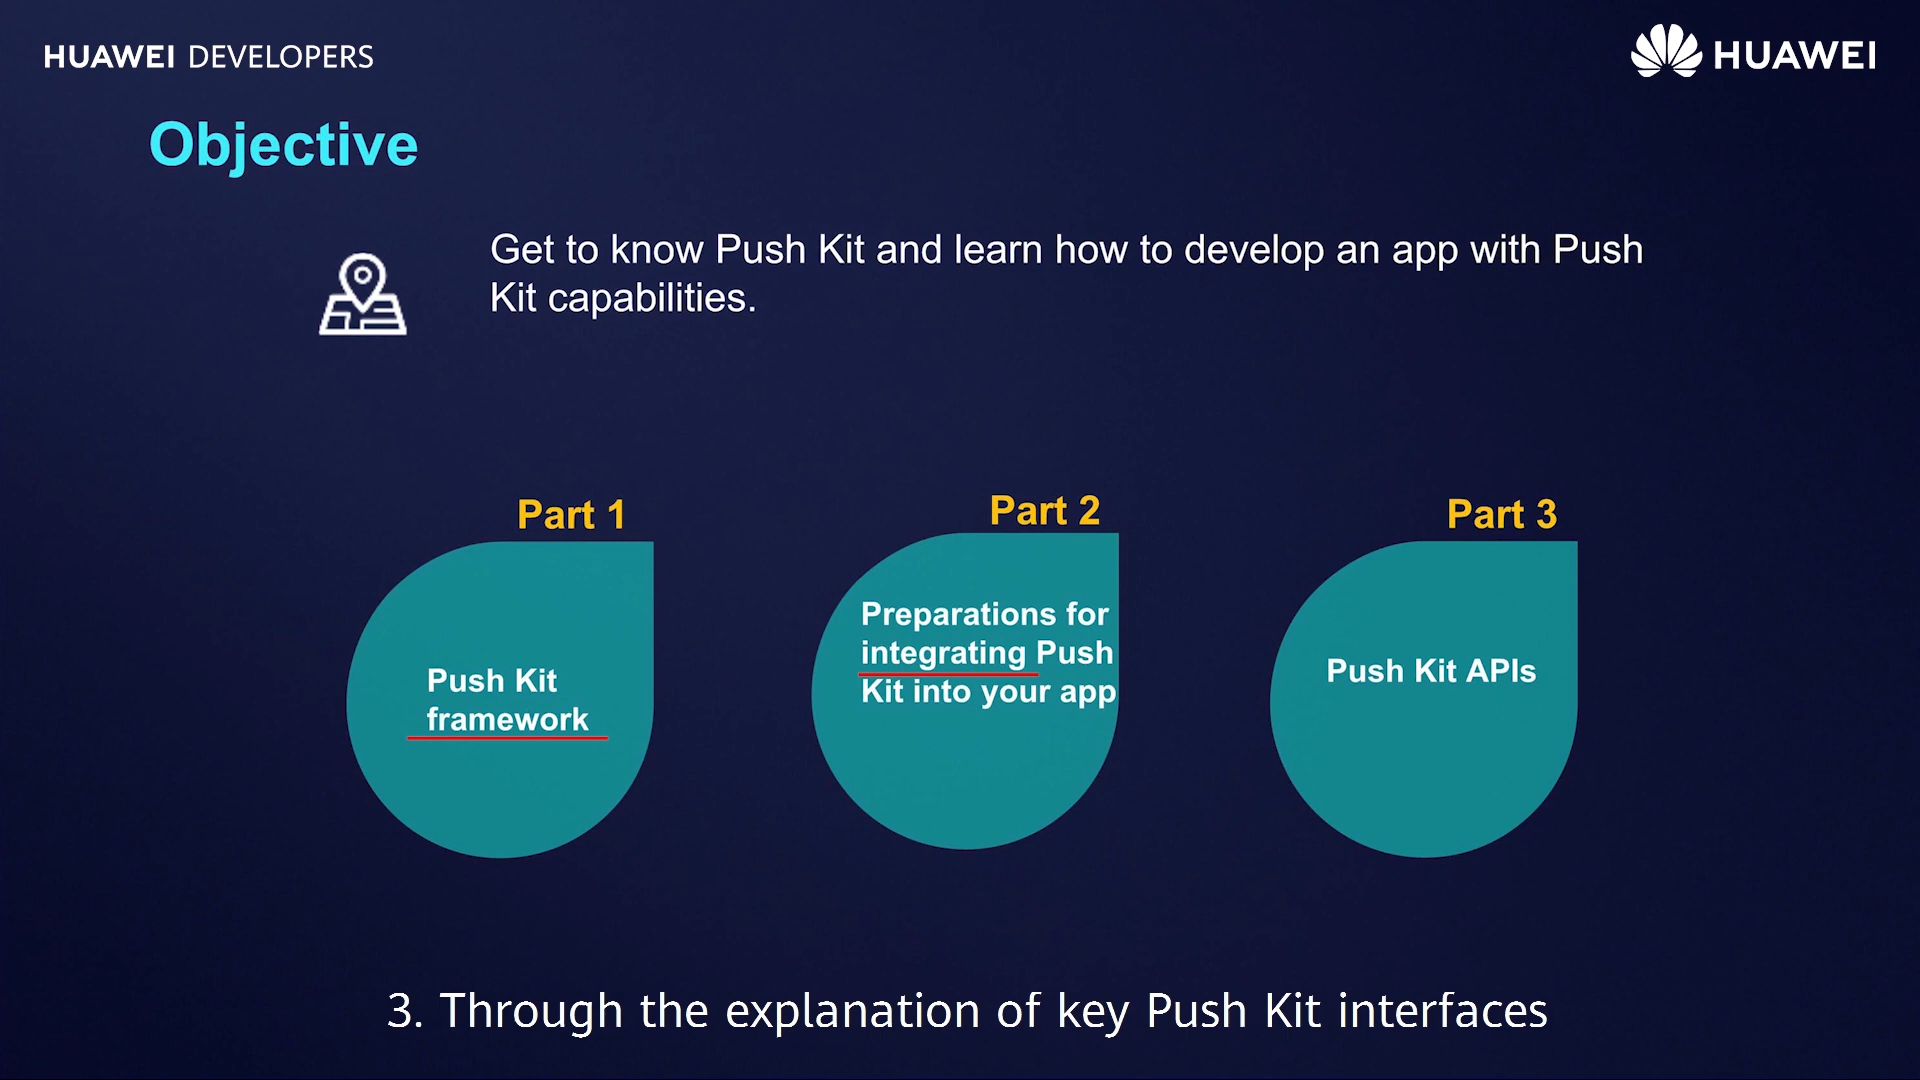 HUAWEI DEVELOPERS
HUAWEI
Objective
Get to know Push Kit and learn how to develop an app with Push
Kit capabilities.
Part 1
Push Kit
framework
Part 2
Preparations for
integrating Push
Kit into your app
Part 3
Push Kit APIs
3. Through the explanation of key Push Kit interfaces